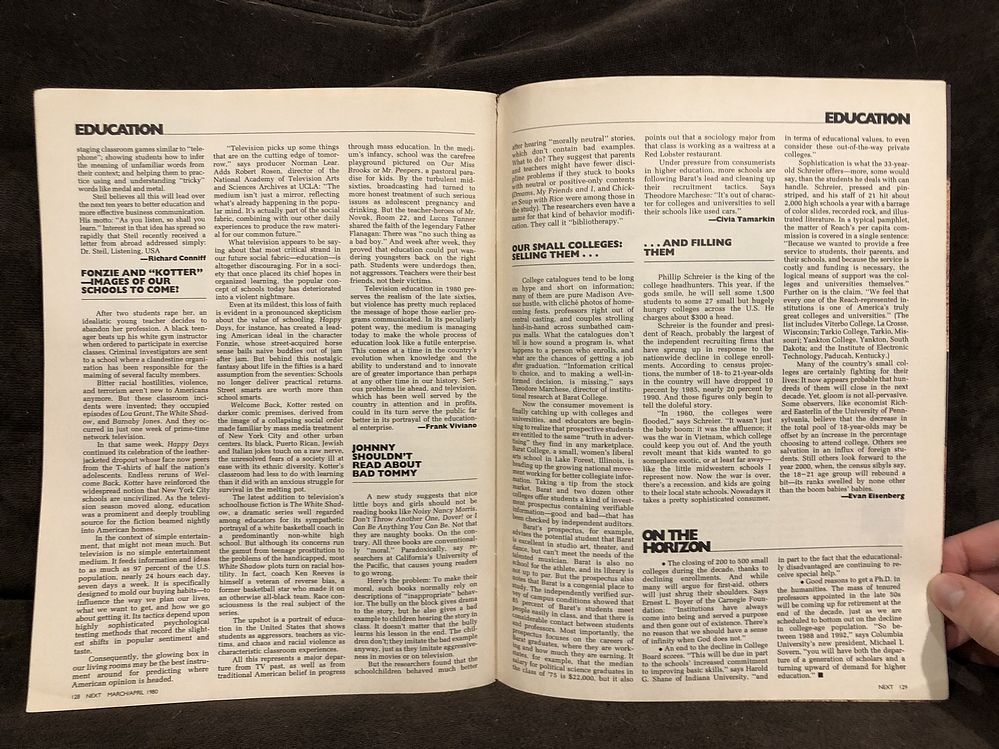 EDUCATION
staging classroom games similar to "tele-
phone"; showing students how to infer
the meaning of unfamiliar words from
their context; and helping them to prac-
tice using and understanding "tricky"
words like medal and metal.
Steil believes all this will lead over
the next ten years to better education and
more effective business communication.
His motto: "As you listen, so shall you
learn." Interest in that idea has spread so
rapidly that Steil recently received a
letter from abroad addressed simply:
Dr. Steil, Listening, USA.
—Richard Conniff
FONZIE AND "KOTTER"
—IMAGES OF OUR
SCHOOLS TO COME?
After two students rape her, an
idealistic young teacher decides to
abandon her profession. A black teen-
ager beats up his white gym instructor
when ordered to participate in exercise
classes. Criminal investigators are sent
to a school where a clandestine organi-
zation has been responsible for the
maiming of several faculty members.
Bitter racial hostilities, violence,
and terrorism aren't new to Americans
anymore. But these classroom inci-
dents were invented; they occupied
episodes of Lou Grant, The White Shad-
ow, and Barnaby Jones. And they oc-
curred in just one week of prime-time
network television.
In that same week, Happy Days
continued its celebration of the leather-
jacketed dropout whose face now peers
from the T-shirts of half the nation's
adolescents. Endless reruns of Wel-
come Back, Kotter have reinforced the
widespread notion that New York City
schools are uncivilized. As the televi-
sion season moved along, education
was a prominent and deeply troubling
source for the fiction beamed nightly
into American homes.
In the context of simple entertain-
ment, that might not mean much. But
television is no simple entertainment
medium. It feeds information and ideas
to as much as 97 percent of the U.S.
population, nearly 24 hours each day,
seven days a week. It is specifically
designed to mold our buying habits—to
influence the way we plan our lives,
what we want to get, and how we go
about getting it. Its tactics depend upon
highly sophisticated psychological
testing methods that record the slight-
est shifts in popular sentiment and
taste.
Consequently, the glowing box in
our living rooms may be the best instru-
ment around for predicting where
American opinion is headed.
"Television picks up some things
that are on the cutting edge of tomor-
row," says producer Norman Lear.
Adds Robert Rosen, director of the
National Academy of Television Arts
and Sciences Archives at UCLA: "The
medium isn't just a mirror, reflecting
what's already happening in the popu-
lar mind. It's actually part of the social
fabric, combining with our other daily
experiences to produce the raw materi-
al for our common future."
What television appears to be say-
ing about that most critical strand in
our future social fabric—education—is
altogether discouraging. For in a soci-
ety that once placed its chief hopes in
organized learning, the popular con-
cept of schools today has deteriorated
into a violent nightmare.
Even at its mildest, this loss of faith
is evident in a pronounced skepticism
about the value of schooling. Happy
Days, for instance, has created a lead-
ing American ideal in the character
Fonzie, whose street-acquired horse
sense bails naive buddies out of jam
after jam. But behind this nostalgic
fantasy about life in the fifties is a hard
assumption from the seventies: Schools
no longer deliver practical returns.
Street smarts are worth more than
school smarts.
Welcome Back, Kotter rested on
darker comic premises, derived from
the image of a collapsing social order
made familiar by mass media treatment
of New York City and other urban
centers. Its black, Puerto Rican, Jewish
and Italian jokes touch on a raw nerve,
the unresolved fears of a society ill at
ease with its ethnic diversity. Kotter's
classroom had less to do with learning
than it did with an anxious struggle for
survival in the melting pot.
The latest addition to television's
schoolhouse fiction is The White Shad-
ow, a dramatic series well regarded
among educators for its sympathetic
portrayal of a white basketball coach in
a predominantly non-white high
school. But although its concerns run
the gamut from teenage prostitution to
the problems of the handicapped, most
White Shadow plots turn on racial hos-
tility. In fact, coach Ken Reeves is
himself a veteran of reverse bias, a
former basketball star who made it on
an otherwise all-black team. Race con-
sciousness is the real subject of the
series.
The upshot is a portrait of educa-
tion in the United States that shows
students as aggressors, teachers as vic-
tims, and chaos and racial violence as
characteristic classroom experiences.
All this represents a major depar-
ture from TV past, as well as from
traditional American belief in progress
through mass education. In the medi-
um's infancy, school was the carefree
playground pictured on Our Miss
Brooks or Mr. Peepers, a pastoral para-
dise for kids. By the turbulent mid-
sixties, broadcasting had turned to
more honest treatment of such serious
issues as adolescent pregnancy and
drinking. But the teacher-heroes of Mr.
Novok, Room 22, and Lucas Tanner
shared the faith of the legendary Father
Flanagan: There was "no such thing as
a bad boy." And week after week, they
proved that education could put wan-
dering youngsters back on the right
path. Students were underdogs then,
not aggressors. Teachers were their best
friends, not their victims.
Television education in 1980
preserves the realism of the late sixties,
but violence has pretty much replaced
the message of hope those earlier pro-
grams communicated. In its peculiarly
potent way, the medium is managing
today to make the whole process of
education look like a futile enterprise.
This comes at a time in the country's
evolution when knowledge and the
ability to understand and to innovate
are of greater importance than perhaps
at any other time in our history. Seri-
ous problems lie ahead, and television,
which has been well served by the
country in attention and in profits,
could in its turn serve the public far
better in its portrayal of the education-
al enterprise.
—Frank Viviano
JOHNNY
SHOULDN'T
READ ABOUT
BAD TOMMY
A new study suggests that nice
little boys and girls should not be
reading books like Noisy Nancy Morris,
Don't Throw Another One, Dover! or I
Can Be Anything You Can Be. Not that
they are naughty books. On the con-
trary. All three books are conventional-
ly "moral." Paradoxically, say re-
searchers at California's University of
the Pacific, that causes young readers
to go wrong.
Here's the problem: To make their
moral, such books normally rely on
descriptions of "inappropriate" behav-
ior. The bully on the block gives drama
to the story, but he also gives a bad
example to children hearing the story in
class. It doesn't matter that the bully
learns his lesson in the end. The chil-
dren don't; they imitate the bad example
anyway, just as they imitate aggressive-
ness in movies or on television.
But the researchers found that the
schoolchildren behaved much better
128 NEXT MARCH/APRIL 1980
EDUCATION
after hearing "morally neutral" stories,
which don't contain bad examples.
What to do? They suggest that parents
and teachers might have fewer disci-
pline problems if they stuck to books
with neutral or positive-only contents
(Dreams, My Friends and I, and Chick-
en Soup with Rice were among those in
the study). The researchers even have a
name for that kind of behavior modifi-
cation. They call it "bibliotherapy."
OUR SMALL COLLEGES:
SELLING THEM . . .
College catalogues tend to be long
on hype and short on information;
many of them are pure Madison Ave-
nue hustle, with cliché photos of home-
coming fests, professors right out of
central casting, and couples strolling
hand-in-hand across sunbathed cam-
pus malls. What the catalogues don't
tell is how sound a program is, what
happens to a person who enrolls, and
what are the chances of getting a job
after graduation. "Information critical
to choice, and to making a well-in-
formed decision, is missing," says
Theodore Marchese, director of institu-
tional research at Barat College.
Now the consumer movement is
finally catching up with colleges and
universities, and educators are begin-
ning to realize that prospective students
are entitled to the same "truth in adver-
tising" they find in any marketplace.
Barat College, a small, women's liberal
arts school in Lake Forest, Illinois, is
heading up the growing national move-
ment working for better collegiate infor-
mation. Taking a tip from the stock
market, Barat and two dozen other
colleges offer students a kind of invest-
ment prospectus containing verifiable
information—good and bad—that has
been checked by independent auditors.
Barat's prospectus, for example,
advises the potential student that Barat
is excellent in studio art, theater, and
dance, but can't meet the needs of the
talented musician. Barat is also no
school for the athlete, and its library is
not up to par. But the prospectus also
notes that Barat is a congenial place to
study. The independently verified sur-
vey of campus conditions showed that
percent of Barat's students meet
people easily in class, and that there is
considerable contact between students
and professors. Most importantly, the
prospectus focuses on the careers of
Barat graduates, where they are work-
ing and how much they are earning. It
notes, for example, that the median
salary for political science graduates in
the class of '75 is $22,000, but it also
points out that a sociology major from
that class is working as a waitress at a
Red Lobster restaurant.
Under pressure from consumerists
in higher education, more schools are
following Barat's lead and cleaning up
their recruitment tactics. Says
Theodore Marchese; "It's out of charac-
ter for colleges and universities to sell
their schools like used cars."
—Civia Tamarkin
. . . AND FILLING
THEM
Phillip Schreier is the king of the
college headhunters. This year, if the
gods smile, he will sell some 1,500
students to some 27 small but hugely
hungry colleges across the U.S. He
charges about $300 a head.
Schreier is the founder and presi-
dent of Reach, probably the largest of
the independent recruiting firms that
have sprung up in response to the
nationwide decline in college enroll-
ments. According to census projec-
tions, the number of 18- to 21-year-olds
in the country will have dropped 10
percent by 1985, nearly 20 percent by
1990. And those figures only begin to
tell the doleful story.
"In 1960, the colleges were
flooded," says Schreier. "It wasn't just
the baby boom: it was the affluence; it
was the war in Vietnam, which college
could keep you out of. And the youth
revolt meant that kids wanted to go
someplace exotic, or at least far away—
like the little midwestern schools I
represent now. Now the war is over,
there's a recession, and kids are going
to their local state schools. Nowadays it
takes a pretty sophisticated consumer,
in terms of educational values, to even
consider these out-of-the-way private
colleges."
Sophistication is what the 33-year-
old Schreier offers—more, some would
say, than the students he deals with can
handle. Schreier, pressed and pin-
striped, and his staff of 21 hit about
2,000 high schools a year with a barrage
of color slides, recorded rock, and illus-
trated literature. In a typical pamphlet,
the matter of Reach's per capita com-
mission is covered in a single sentence:
"Because we wanted to provide a free
service to students, their parents, and
their schools, and because the service is
costly and funding is necessary, the
logical means of support was the col-
leges and universities themselves."
Further on is the claim, "We feel that
every one of the Reach-represented in-
stitutions is one of America's truly
great colleges and universities." (The
list includes Viterbo College, La Crosse,
Wisconsin; Tarkio College, Tarkio, Mis-
souri; Yankton College, Yankton, South
Dakota; and the Institute of Electronic
Technology, Paducah, Kentucky.)
Many of the country's small col-
leges are certainly fighting for their
lives: It now appears probable that hun-
dreds of them will close in the next
decade. Yet, gloom is not all-pervasive.
Some observers, like economist Rich-
ard Easterlin of the University of Penn-
sylvania, believe that the decrease in
the total pool of 18-year-olds may be
offset by an increase in the percentage
choosing to attend college. Others see
salvation in an influx of foreign stu-
dents. Still others look forward to the
year 2000, when, the census sibyls say,
the 18–21 age group will rebound a
bit—its ranks swelled by none other
than the boom babies' babies.
—Evan Eisenberg
ON THE
HORIZON
● The closing of 200 to 500 small
colleges during the decade, thanks to
declining enrollments. And while
many will argue for first-aid, others
will just shrug their shoulders. Says
Ernest L. Boyer of the Carnegie Foun-
dation: "Institutions always have
come into being and served a purpose
and then gone out of existence. There's
no reason that we should have a sense
of infinity when God does not."
● An end to the decline in College
Board scores. "This will be due in part
to the schools' increased commitment
to improving basic skills," says Harold
G. Shane of Indiana University, "and
in part to the fact that the educational-
ly disadvantaged are continuing to re-
ceive special help."
● Good reasons to get a Ph.D. in
the humanities. The mass of tenured
professors appointed in the late 50s
will be coming up for retirement at the
end of the decade, just as we are
scheduled to bottom out on the decline
in college-age population. "So be-
tween 1988 and 1992," says Columbia
University's new president, Michael I.
Sovern, "you will have both the depar-
ture of a generation of scholars and a
turning upward of demand for higher
education." ■
NEXT 129